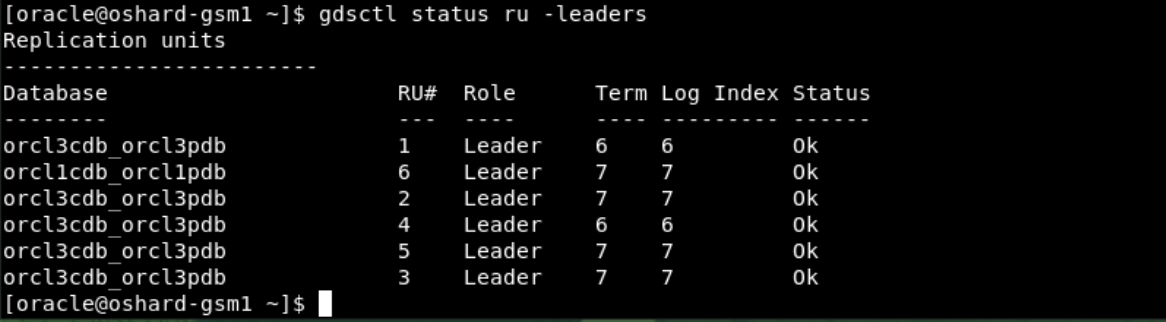 [oracle@oshard-gsm1 ~]$ gdsctl status ru -leaders
Replication units
------------------------
Database                      RU#  Role      Term Log Index Status
--------                      ---  ----      ---- --------- ------
orcl3cdb_orcl3pdb             1    Leader    6    6         Ok
orcl1cdb_orcl1pdb             6    Leader    7    7         Ok
orcl3cdb_orcl3pdb             2    Leader    7    7         Ok
orcl3cdb_orcl3pdb             4    Leader    6    6         Ok
orcl3cdb_orcl3pdb             5    Leader    7    7         Ok
orcl3cdb_orcl3pdb             3    Leader    7    7         Ok
[oracle@oshard-gsm1 ~]$